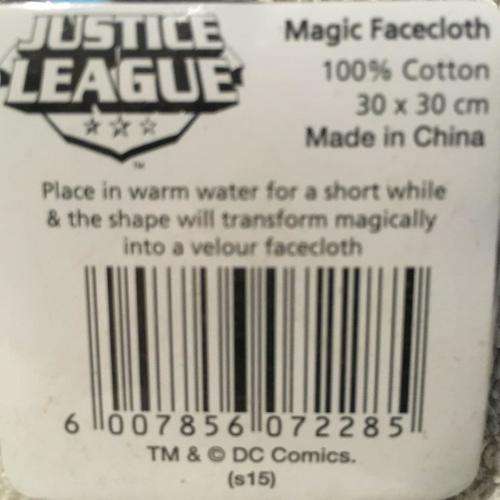 JUSTICE
LEAGUE
TM
Magic Facecloth
100% Cotton
30 x 30 cm
Made in China
Place in warm water for a short while
& the shape will transform magically
into a velour facecloth
6 007856 072285
TM & © DC Comics.
(s15)